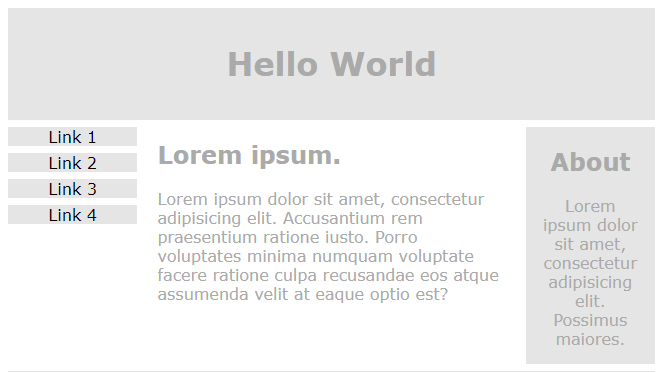 Hello World
Link 1
Link 2
Link 3
Link 4
Lorem ipsum.
Lorem ipsum dolor sit amet, consectetur
adipisicing elit. Accusantium rem
praesentium ratione iusto. Porro
voluptates minima numquam voluptate
facere ratione culpa recusandae eos atque
assumenda velit at eaque optio est?
About
Lorem
ipsum dolor
sit amet,
consectetur
adipisicing
elit.
Possimus
maiores.